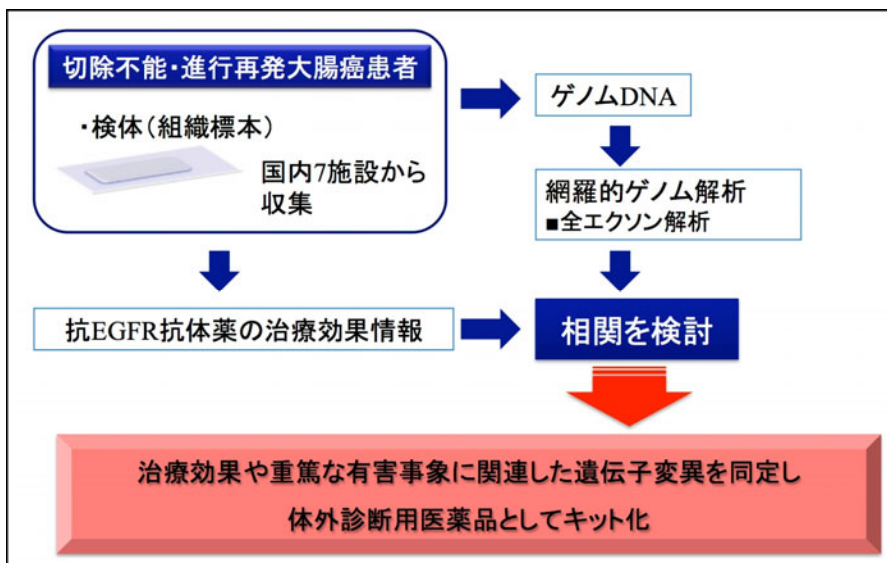 切除不能・進行再発大腸癌患者
・検体（組織標本）
国内7施設から
収集
ゲノムDNA
網羅的ゲノム解析
■全エクソン解析
抗EGFR抗体薬の治療効果情報
相関を検討
治療効果や重篤な有害事象に関連した遺伝子変異を同定し
体外診断用医薬品としてキット化